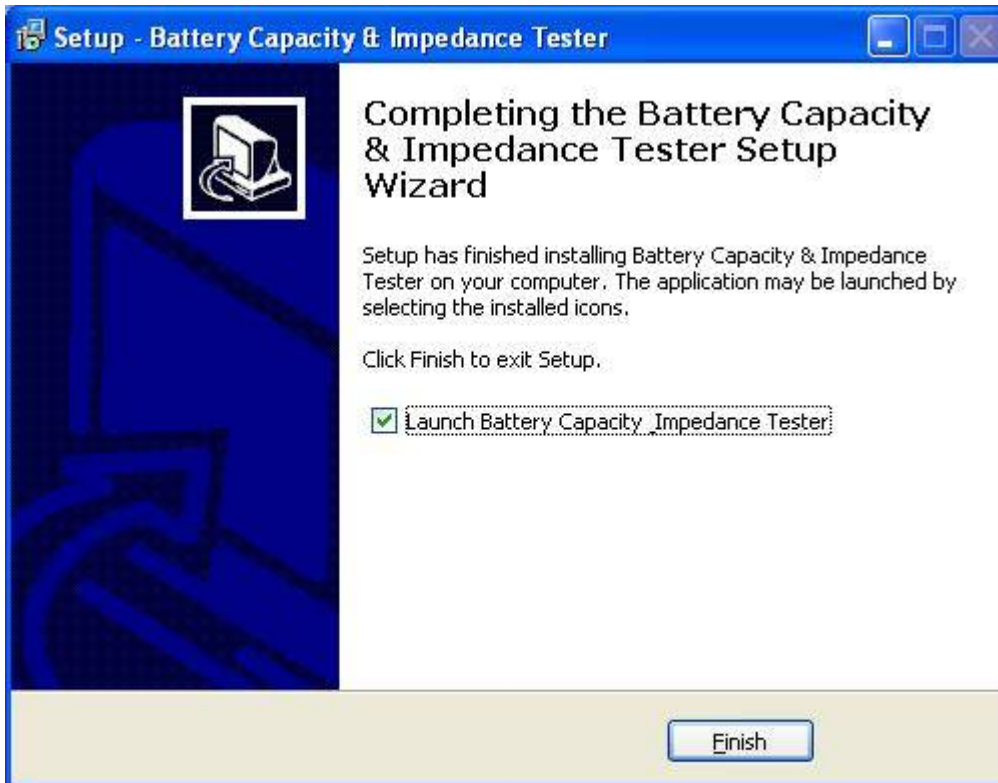 Setup - Battery Capacity & Impedance Tester
Completing the Battery Capacity
& Impedance Tester Setup
Wizard
Setup has finished installing Battery Capacity & Impedance
Tester on your computer. The application may be launched by
selecting the installed icons.
Click Finish to exit Setup.
Launch Battery Capacity _Impedance Tester
Finish